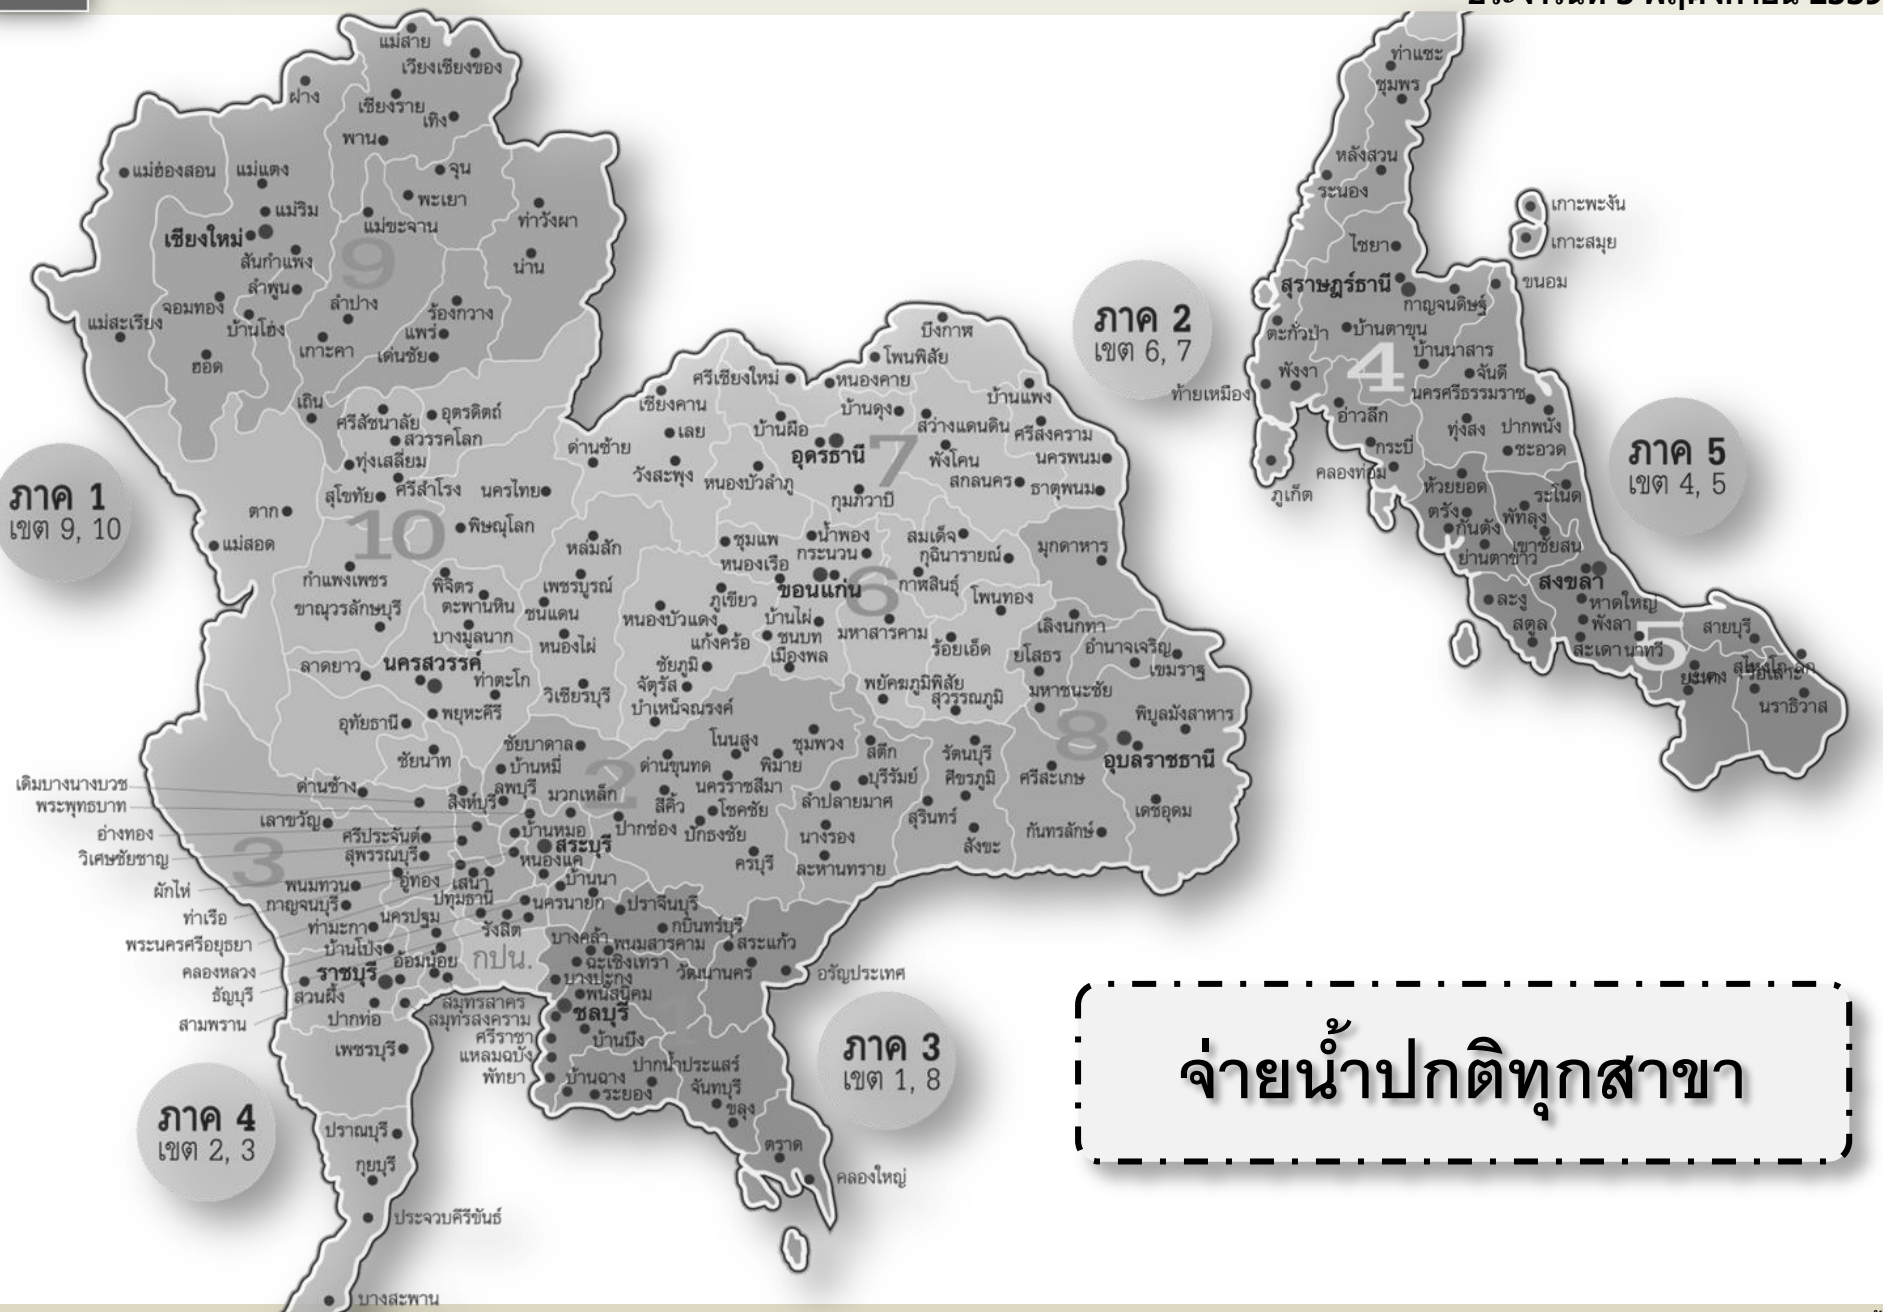 แม่สาย
เวียงเชียงของ
ฝาง
เชียงราย
เทิง
พาน
แม่ฮ่องสอน
แม่แตง
จุน
พะเยา
แม่ริม
แม่ขะจาน
ท่าวังผา
เชียงใหม่
สันกำแพง
9
น่าน
ลำพูน
จอมทอง
ลำปาง
ร้องกวาง
แม่สะเรียง
บ้านโฮ่ง
แพร่
เกาะคา
เด่นชัย
ฮอด
เถิน
ศรีสัชนาลัย
อุตรดิตถ์
สวรรคโลก
ทุ่งเสลี่ยม
สุโขทัย
ศรีสำโรง
นครไทย
ภาค 1
เขต 9, 10
ตาก
10
พิษณุโลก
แม่สอด
หล่มสัก
กำแพงเพชร
พิจิตร
เพชรบูรณ์
ขาณุวรลักษบุรี
ตะพานหิน
ชนแดน
บางมูลนาก
หนองไผ่
ลาดยาว
นครสวรรค์
ท่าตะโก
วิเชียรบุรี
อุทัยธานี
พยุหะคีรี
ชัยนาท
บึงกาฬ
โพนพิสัย
ศรีเชียงใหม่
หนองคาย
เชียงคาน
บ้านดุง
บ้านแพง
เลย
บ้านผือ
สว่างแดนดิน
ศรีสงคราม
ด่านซ้าย
อุดรธานี
7
พังโคน
นครพนม
วังสะพุง
หนองบัวลำภู
กุมภวาปี
สกลนคร
ธาตุพนม
ชุมแพ
น้ำพอง
กระนวน
สมเด็จ
กุฉินารายณ์
มุกดาหาร
หนองเรือ
ขอนแก่น
6
กาฬสินธุ์
ภูเขียว
โพนทอง
หนองบัวแดง
บ้านไผ่
มหาสารคาม
เลิงนกทา
แก้งคร้อ
ชนบท
เมืองพล
ร้อยเอ็ด
ยโสธร
อำนาจเจริญ
เขมราฐ
ชัยภูมิ
จัตุรัส
พยัคฆภูมิพิสัย
สุวรรณภูมิ
มหาชนะชัย
บำเหน็จณรงค์
8
พิบูลมังสาหาร
อุบลราชธานี
ชัยบาดาล
บ้านหมี่
ด่านขุนทด
โนนสูง
พิมาย
ชุมพวง
สตึก
รัตนบุรี
ศีขรภูมิ
ศรีสะเกษ
เดิมบางนางบวช
ด่านช้าง
สิงห์บุรี
ลพบุรี
มวกเหล็ก
2
นครราชสีมา
บุรีรัมย์
ลำปลายมาศ
เดชอุดม
พระพุทธบาท
สีคิ้ว
โชคชัย
สุรินทร์
อ่างทอง
เลาขวัญ
ศรีประจันต์
บ้านหมอ
สระบุรี
ปากช่อง
ปักธงชัย
นางรอง
สังขะ
กันทรลักษ์
วิเศษชัยชาญ
3
สุพรรณบุรี
หนองแค
ครบุรี
ละหานทราย
ผักไห่
พนมทวน
อู่ทอง
เสนา
บ้านนา
กาญจนบุรี
ปทุมธานี
นครนายก
ปราจีนบุรี
ท่าเรือ
ท่ามะกา
นครปฐม
รังสิต
กบินทร์บุรี
พระนครศรีอยุธยา
บ้านโป่ง
อ้อมน้อย
กปน.
บางคล้า
พนมสารคาม
สระแก้ว
คลองหลวง
ราชบุรี
ฉะเชิงเทรา
วัฒนานคร
อรัญประเทศ
ธัญบุรี
สวนผึ้ง
สมุทรสาคร
บางปะกง
พนัสนิคม
สามพราน
ปากท่อ
สมุทรสงคราม
ชลบุรี
1
เพชรบุรี
ศรีราชา
บ้านบึง
แหลมฉบัง
พัทยา
บ้านฉาง
ระยอง
ปากน้ำประแสร์
จันทบุรี
ขลุง
ตราด
คลองใหญ่
ภาค 3
เขต 1, 8
ภาค 4
เขต 2, 3
ปราณบุรี
กุยบุรี
ประจวบคีรีขันธ์
บางสะพาน
ภาค 2
เขต 6, 7
ท่าแซะ
ชุมพร
หลังสวน
ระนอง
เกาะพะงัน
เกาะสมุย
ไชยา
สุราษฎร์ธานี
กาญจนดิษฐ์
ขนอม
ตะกั่วป่า
บ้านตาขุน
4
บ้านนาสาร
พังงา
จันดี
ท้ายเหมือง
นครศรีธรรมราช
อ่าวลึก
ทุ่งสง
ปากพนัง
กระบี่
ชะอวด
คลองท่อม
ภูเก็ต
ห้วยยอด
ระโนด
ตรัง
พัทลุง
กันตัง
เขาชัยสน
ย่านตาขาว
สงขลา
ละงู
หาดใหญ่
สตูล
พังลา
สะเดา
นาทวี
5
สายบุรี
นราธิวาส
ภาค 5
เขต 4, 5
จ่ายน้ำปกติทุกสาขา